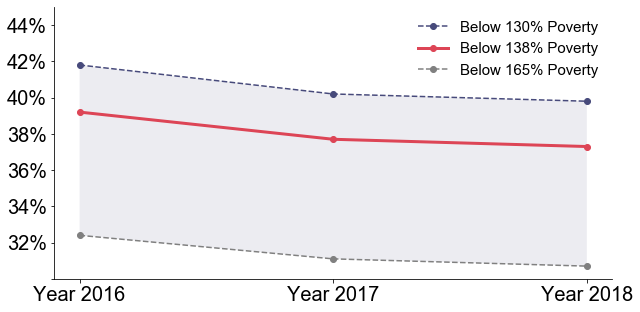 44%
42%
40%
38%
36%
34%
32%
Below 130% Poverty
Below 138% Poverty
Below 165% Poverty
Year 2016
Year 2017
Year 2018